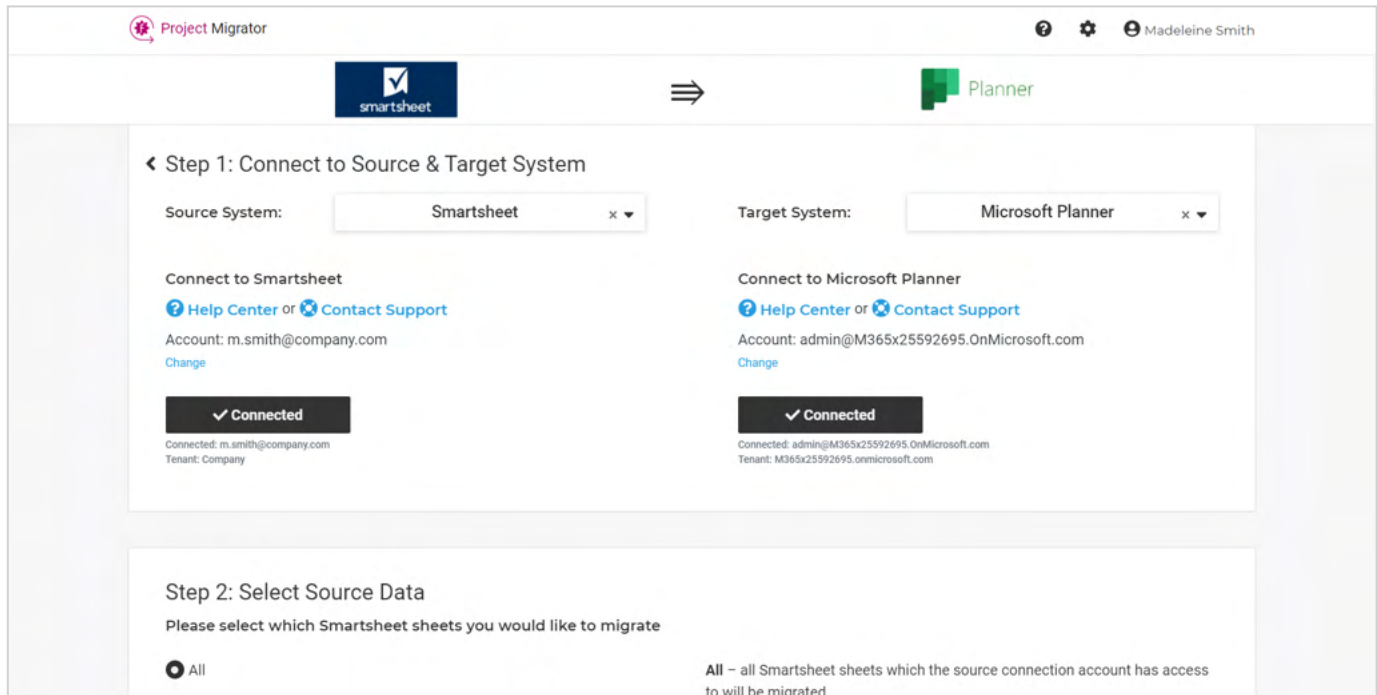 Project Migrator
Madeleine Smith
smartsheet
Planner
Step 1: Connect to Source & Target System
Source System:
Smartsheet
Target System:
Microsoft Planner
Connect to Smartsheet
Help Center or Contact Support
Account: m.smith@company.com
Change
Connected
Connected: m.smith@company.com
Tenant: Company
Connect to Microsoft Planner
Help Center or Contact Support
Account: admin@M365x25592695.OnMicrosoft.com
Change
Connected
Connected: admin@M365x25592695.OnMicrosoft.com
Tenant: M365x25592695.onmicrosoft.com
Step 2: Select Source Data
Please select which Smartsheet sheets you would like to migrate
All
All – all Smartsheet sheets which the source connection account has access
to will be migrated